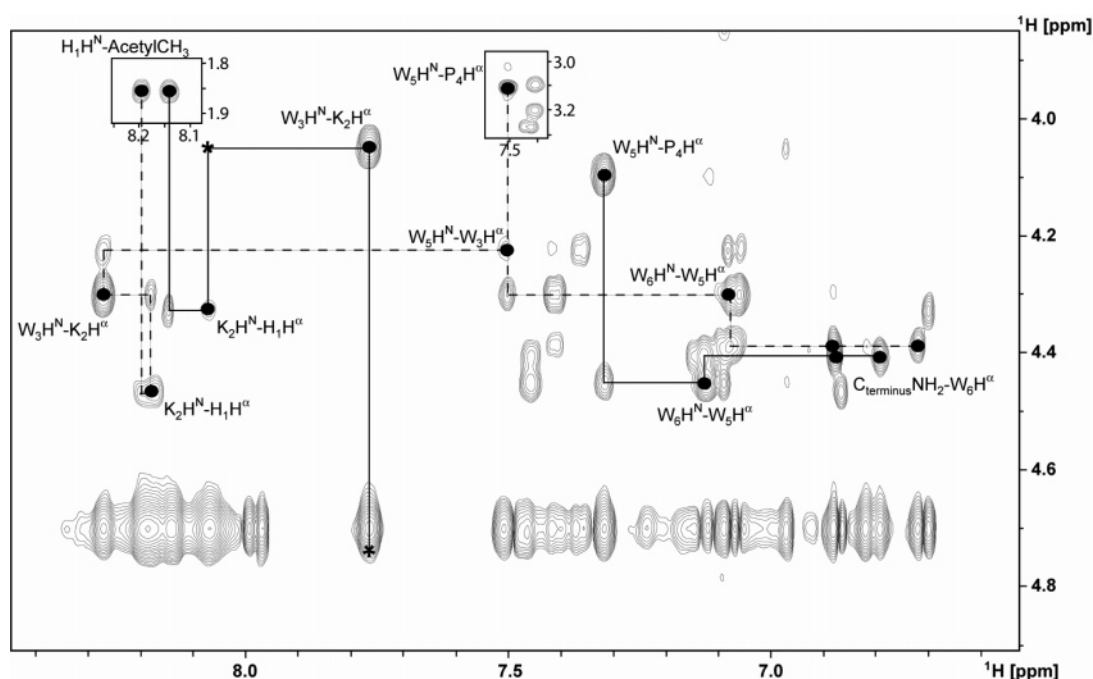 ¹H [ppm]
H₁Hᴺ-AcetylCH₃
1.8
1.9
8.2 8.1
W₅Hᴺ-P₄Hᵅ
3.0
3.2
7.5
W₃Hᴺ-K₂Hᵅ
*
4.0
W₅Hᴺ-P₄Hᵅ
4.2
W₅Hᴺ-W₃Hᵅ
W₆Hᴺ-W₅Hᵅ
W₃Hᴺ-K₂Hᵅ
K₂Hᴺ-H₁Hᵅ
4.4
C_terminusNH₂-W₆Hᵅ
K₂Hᴺ-H₁Hᵅ
W₆Hᴺ-W₅Hᵅ
4.6
*
4.8
8.0 7.5 7.0 ¹H [ppm]